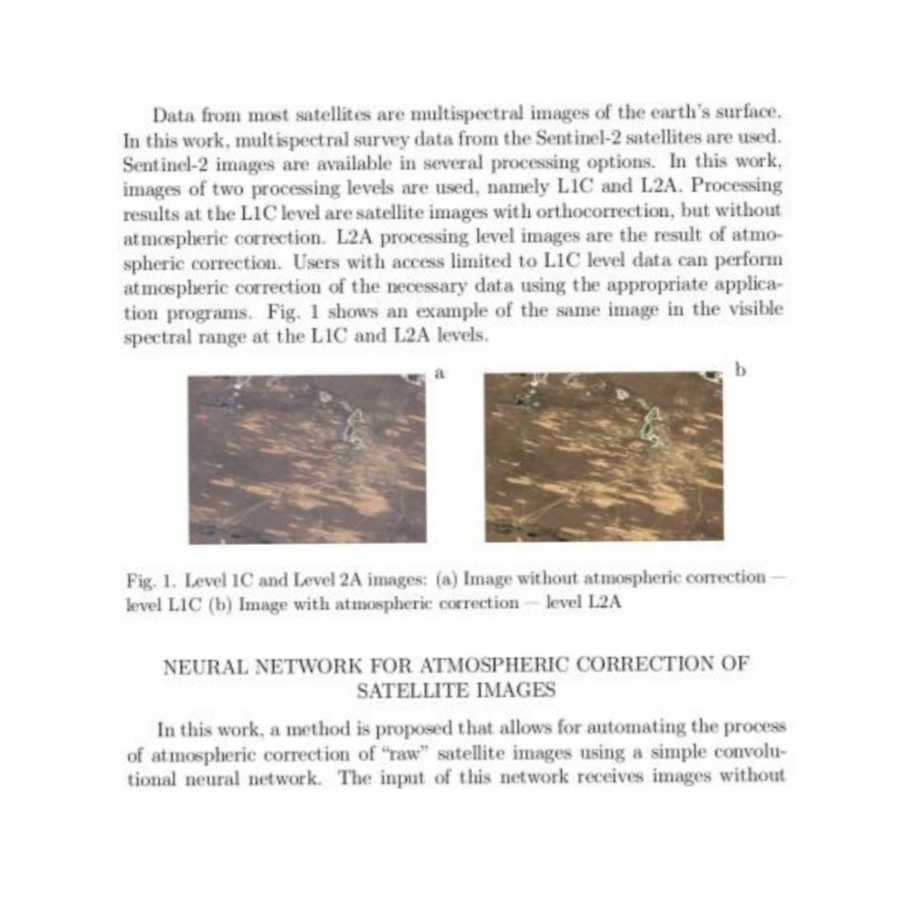 Data from most satellites are multispectral images of the earth's surface.
In this work, multispectral survey data from the Sentinel-2 satellites are used.
Sentinel-2 images are available in several processing options. In this work,
images of two processing levels are used, namely L1C and L2A. Processing
results at the L1C level are satellite images with orthocorrection, but without
atmospheric correction. L2A processing level images are the result of atmo-
spheric correction. Users with access limited to L1C level data can perform
atmospheric correction of the necessary data using the appropriate applica-
tion programs. Fig. 1 shows an example of the same image in the visible
spectral range at the L1C and L2A levels.
a
b
Fig. 1. Level 1C and Level 2A images: (a) Image without atmospheric correction —
level L1C (b) Image with atmospheric correction — level L2A
NEURAL NETWORK FOR ATMOSPHERIC CORRECTION OF
SATELLITE IMAGES
In this work, a method is proposed that allows for automating the process
of atmospheric correction of “raw” satellite images using a simple convolu-
tional neural network. The input of this network receives images without